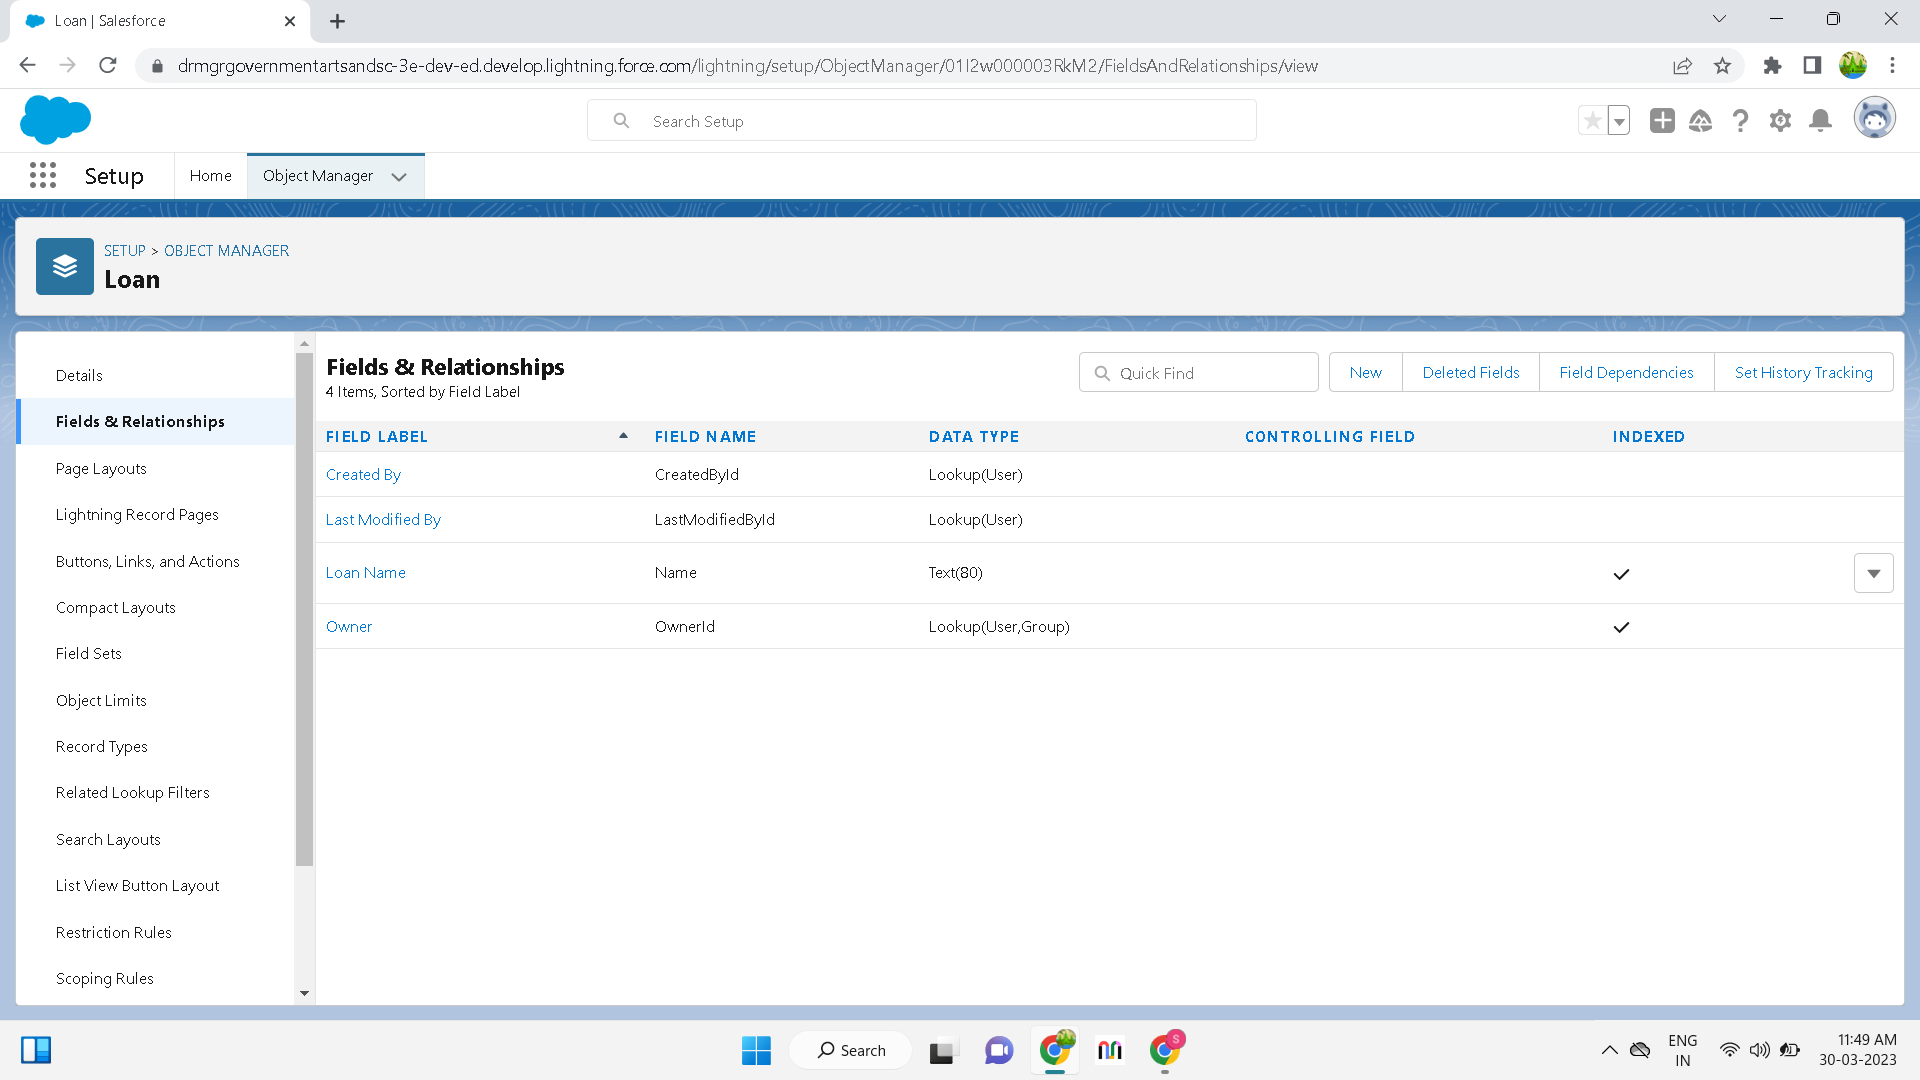 Loan | Salesforce
drmgrgovernmentartsandsc-3e-dev-ed.develop.lightning.force.com/lightning/setup/ObjectManager/01I2w000003RkM2/FieldsAndRelationships/view
Search Setup
Setup
Home
Object Manager
SETUP > OBJECT MANAGER
Loan
Details
Fields & Relationships
Page Layouts
Lightning Record Pages
Buttons, Links, and Actions
Compact Layouts
Field Sets
Object Limits
Record Types
Related Lookup Filters
Search Layouts
List View Button Layout
Restriction Rules
Scoping Rules
Fields & Relationships
4 Items, Sorted by Field Label
Quick Find
New
Deleted Fields
Field Dependencies
Set History Tracking
FIELD LABEL FIELD NAME DATA TYPE CONTROLLING FIELD INDEXED
Created By CreatedById Lookup(User)
Last Modified By LastModifiedById Lookup(User)
Loan Name Name Text(80)
Owner OwnerId Lookup(User,Group)
Search
S
ENG
IN
11:49 AM
30-03-2023